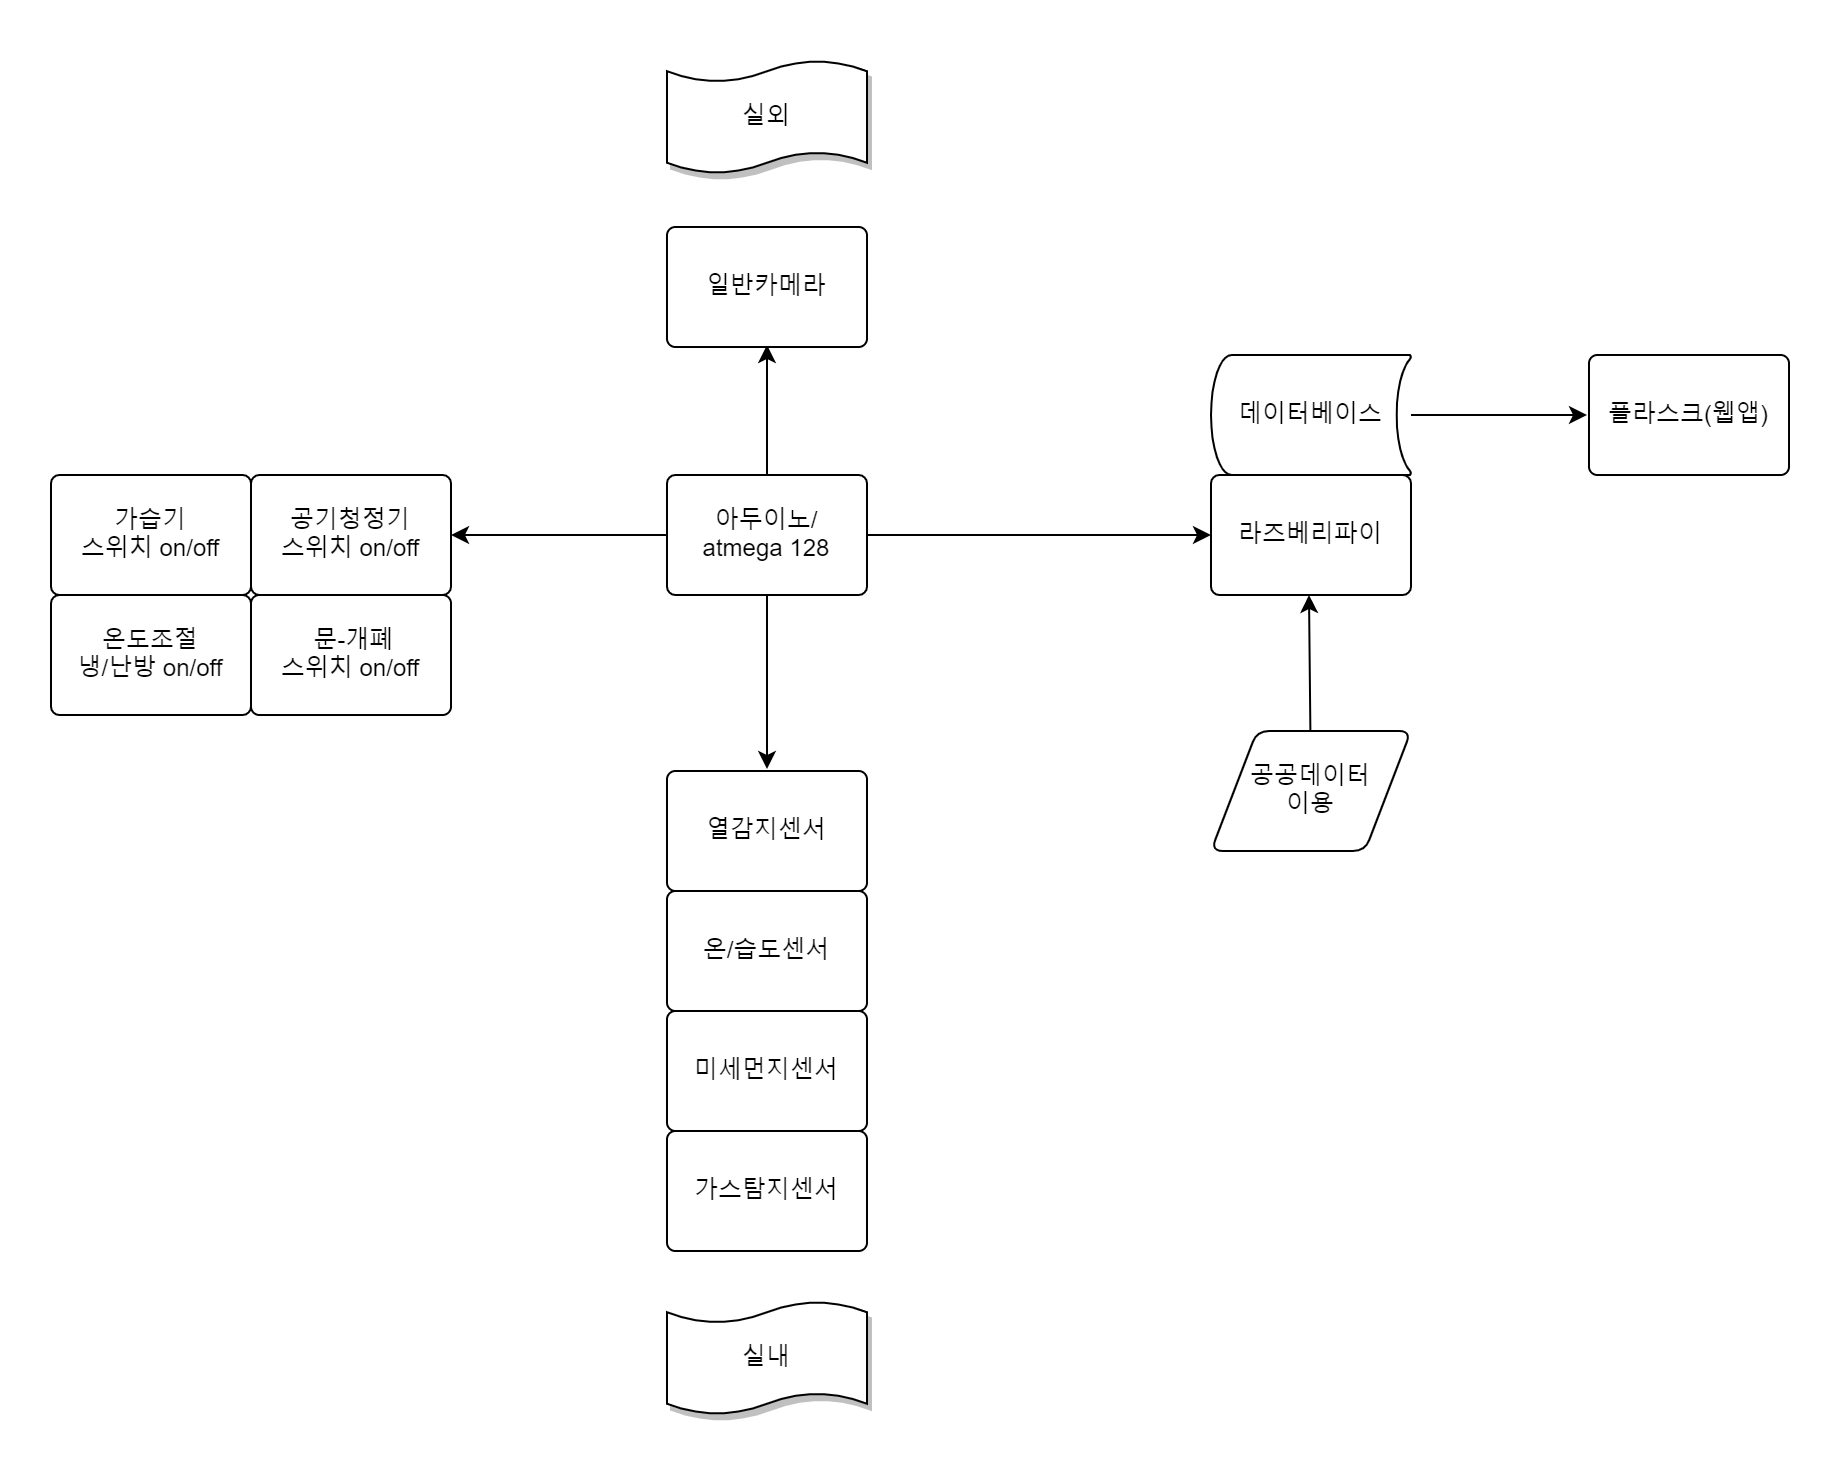 실외
일반카메라
데이터베이스
플라스크(웹앱)
가습기
스위치 on/off
공기청정기
스위치 on/off
아두이노/
atmega 128
라즈베리파이
온도조절
냉/난방 on/off
문-개폐
스위치 on/off
공공데이터
이용
열감지센서
온/습도센서
미세먼지센서
가스탐지센서
실내